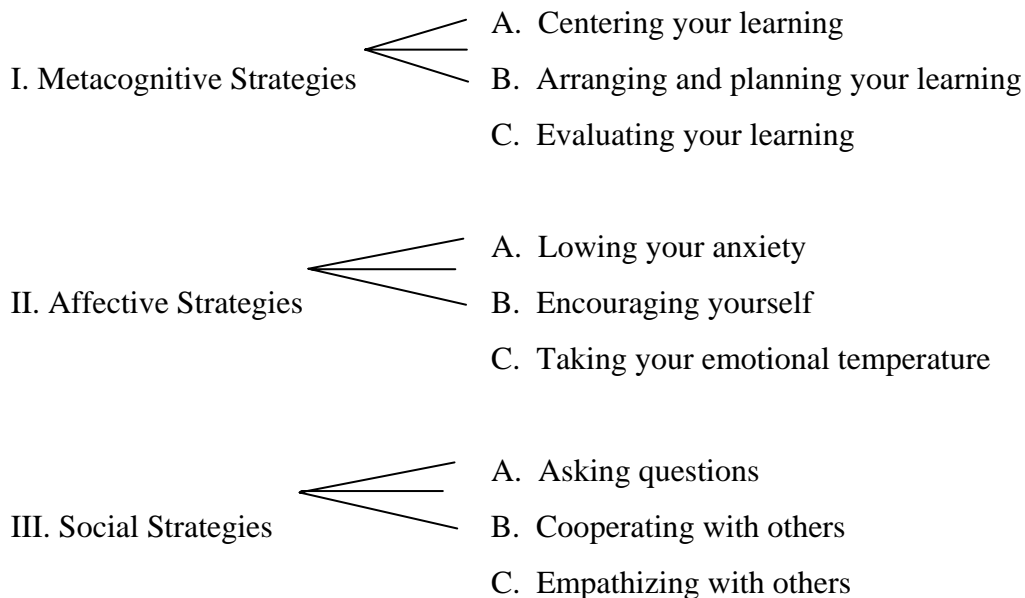 A. Centering your learning
I. Metacognitive Strategies B. Arranging and planning your learning
C. Evaluating your learning
A. Lowing your anxiety
II. Affective Strategies B. Encouraging yourself
C. Taking your emotional temperature
A. Asking questions
III. Social Strategies B. Cooperating with others
C. Empathizing with others